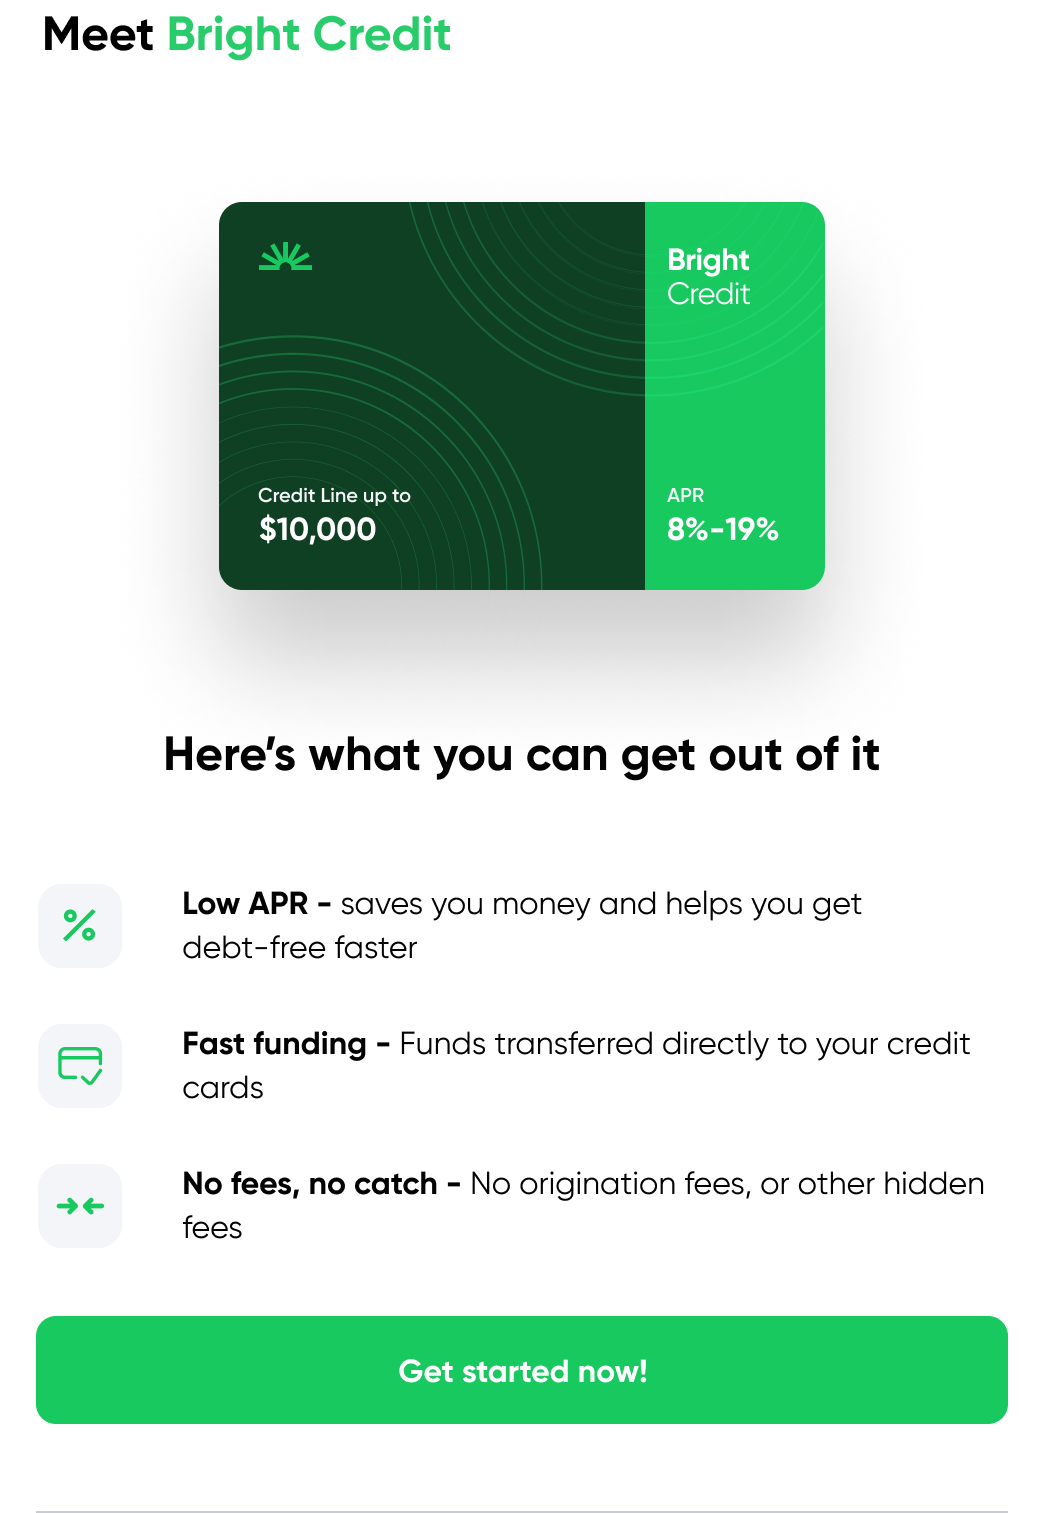 Meet Bright Credit
Bright
Credit
Credit Line up to
$10,000
APR
8%-19%
Here’s what you can get out of it
Low APR - saves you money and helps you get
debt-free faster
Fast funding - Funds transferred directly to your credit
cards
No fees, no catch - No origination fees, or other hidden
fees
Get started now!